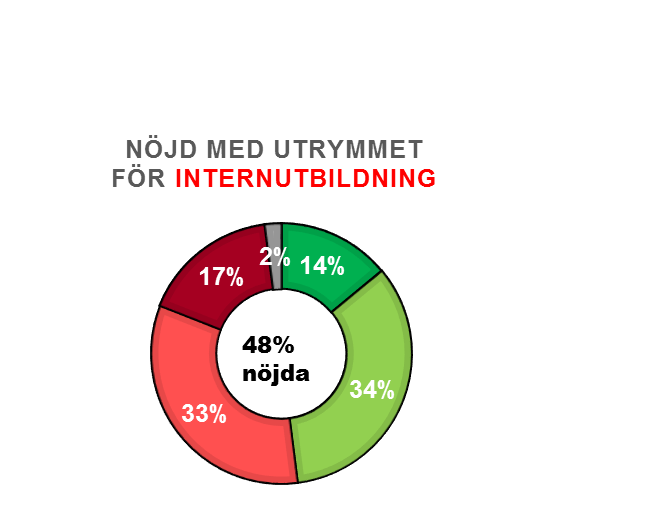 NÖJD MED UTRYMMET
FÖR INTERNUTBILDNING
2%
14%
17%
48%
nöjda
34%
33%